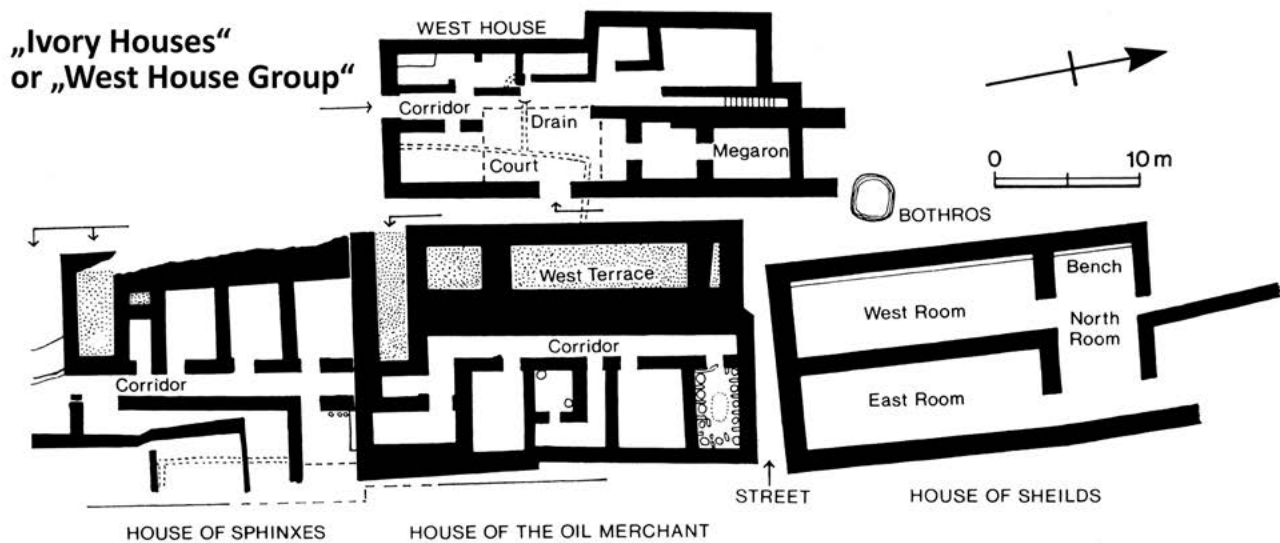 „Ivory Houses“
or „West House Group“
WEST HOUSE
Corridor
Drain
Court
Megaron
0 10 m
BOTHROS
West Terrace
Bench
West Room
North
Room
Corridor
Corridor
East Room
STREET
HOUSE OF SPHINXES
HOUSE OF THE OIL MERCHANT
HOUSE OF SHEILDS